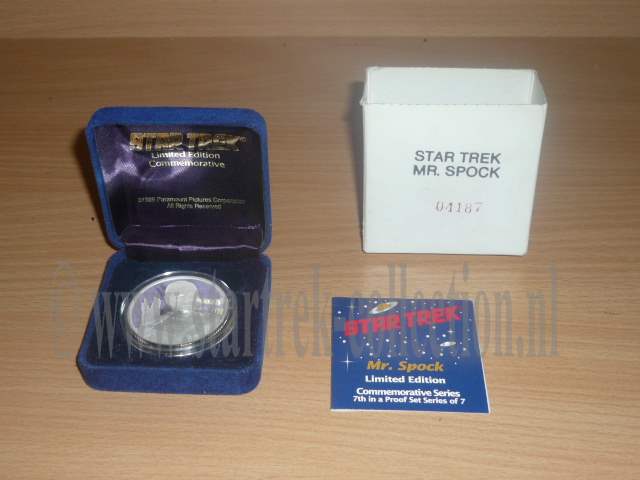 STAR TREK
Limited Edition
Commemorative
©1989 Paramount Pictures Corporation
All Rights Reserved
STAR TREK
MR. SPOCK
04187
© www.startrek-collection.nl
STAR TREK
Mr. Spock
Limited Edition
Commemorative Series
7th in a Proof Set Series of 7